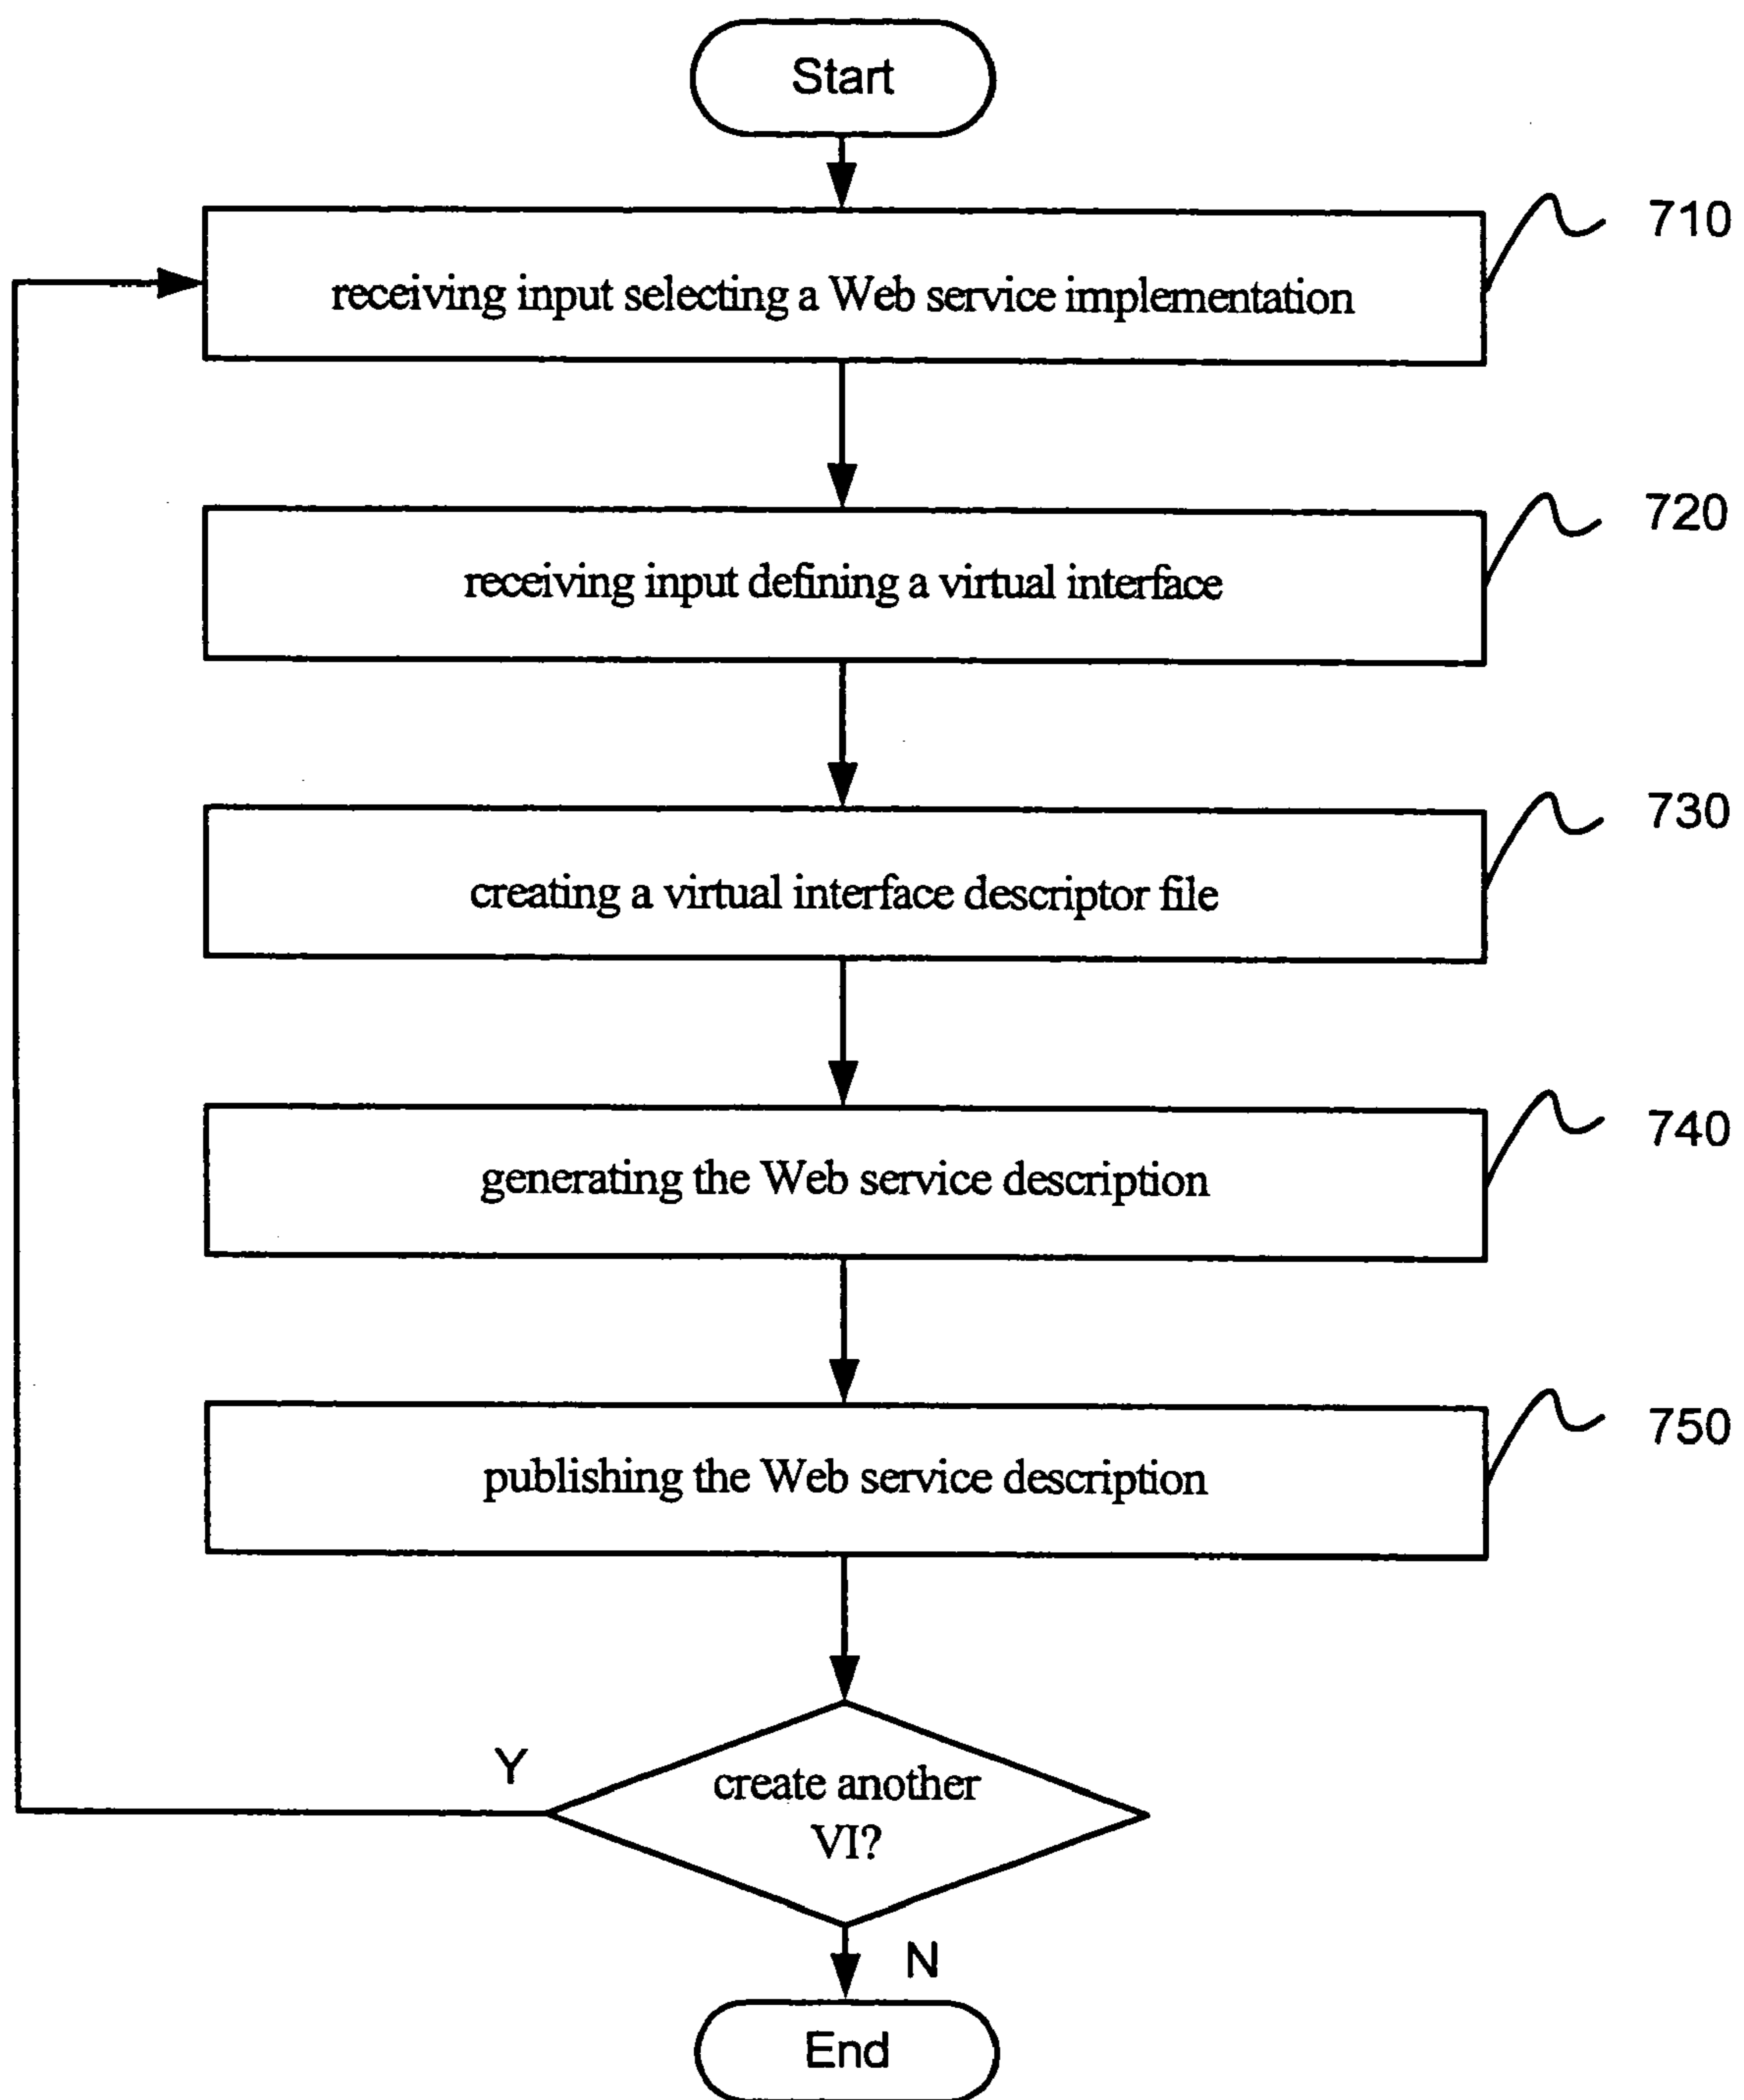 Start
receiving input selecting a Web service implementation
710
receiving input defining a virtual interface
720
creating a virtual interface descriptor file
730
generating the Web service description
740
publishing the Web service description
750
create another
VI?
Y
N
End